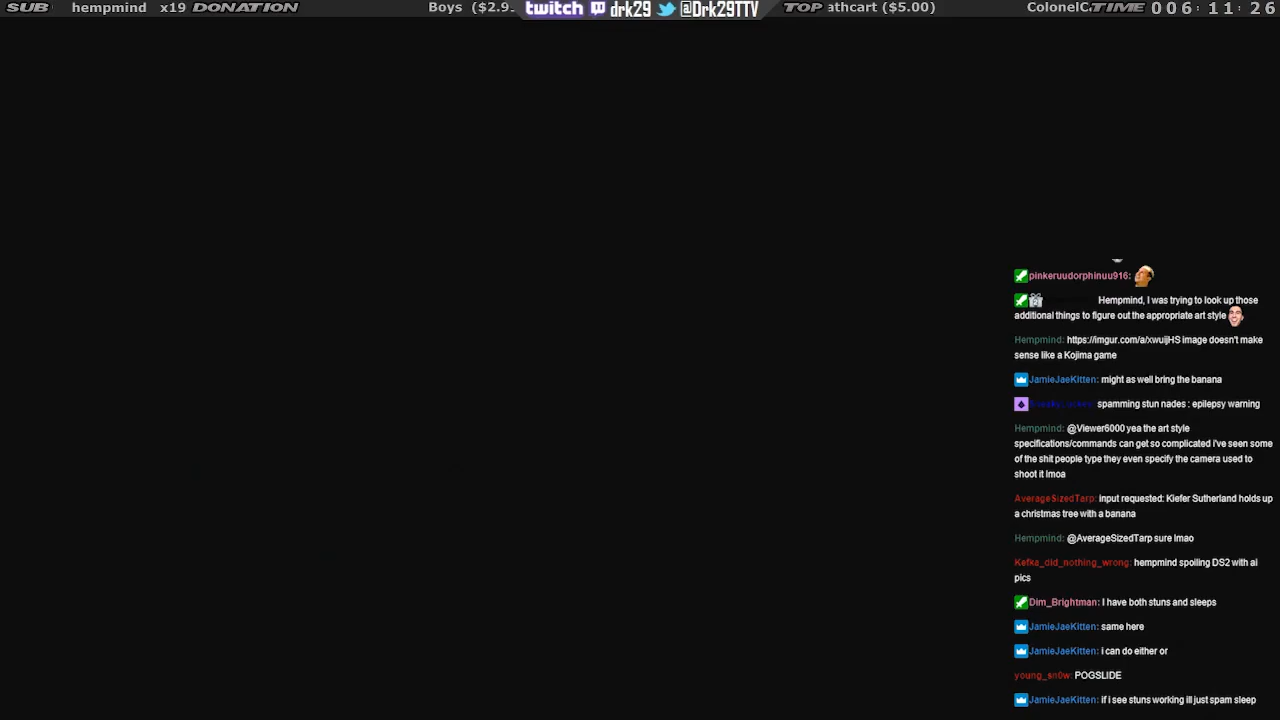 SUB hempmind x19 DONATION Boys ($2.9 twitch drk29 @Drk29TTV TOP athcart ($5.00) ColonelC TIME 006:11:26
pinkeruudorphinuu916:
Hempmind, I was trying to look up those
additional things to figure out the appropriate art style
Hempmind: https://imgur.com/a/xwuijHS image doesn't make
sense like a Kojima game
JamieJaeKitten: might as well bring the banana
spamming stun nades : epilepsy warning
Hempmind: @Viewer6000 yea the art style
specifications/commands can get so complicated i've seen some
of the shit people type they even specify the camera used to
shoot it lmoa
AverageSizedTarp: input requested: Kiefer Sutherland holds up
a christmas tree with a banana
Hempmind: @AverageSizedTarp sure lmao
Kefka_did_nothing_wrong: hempmind spoiling DS2 with ai
pics
Dim_Brightman: I have both stuns and sleeps
JamieJaeKitten: same here
JamieJaeKitten: i can do either or
young_sn0w: POGSLIDE
JamieJaeKitten: if i see stuns working ill just spam sleep